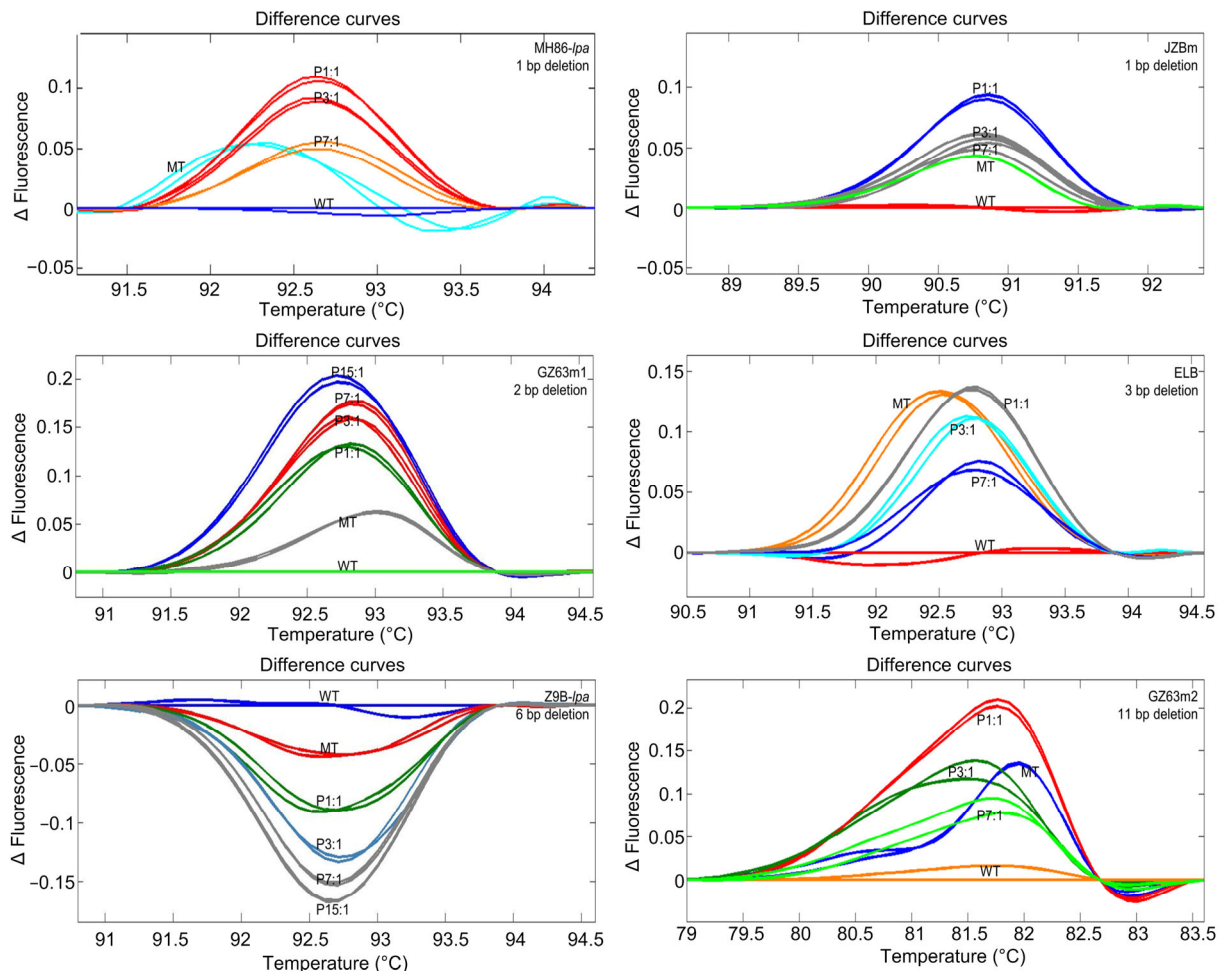 Difference curves
MH86-lpa
1 bp deletion
0.1
0.05
0
−0.05
Δ Fluorescence
P1:1
P3:1
P7:1
MT
WT
91.5 92 92.5 93 93.5 94
Temperature (°C)
Difference curves
JZBm
1 bp deletion
0.1
0.05
0
−0.05
Δ Fluorescence
P1:1
P3:1
P7:1
MT
WT
89 89.5 90 90.5 91 91.5 92
Temperature (°C)
Difference curves
GZ63m1
2 bp deletion
0.2
0.15
0.1
0.05
0
Δ Fluorescence
P15:1
P7:1
P3:1
P1:1
MT
WT
91 91.5 92 92.5 93 93.5 94 94.5
Temperature (°C)
Difference curves
ELB
3 bp deletion
0.15
0.1
0.05
0
Δ Fluorescence
MT
P1:1
P3:1
P7:1
WT
90.5 91 91.5 92 92.5 93 93.5 94 94.5
Temperature (°C)
Difference curves
Z9B-lpa
6 bp deletion
0
−0.05
−0.1
−0.15
Δ Fluorescence
WT
MT
P1:1
P3:1
P7:1
P15:1
91 91.5 92 92.5 93 93.5 94 94.5
Temperature (°C)
Difference curves
GZ63m2
11 bp deletion
0.2
0.15
0.1
0.05
0
Δ Fluorescence
P1:1
P3:1
MT
P7:1
WT
79 79.5 80 80.5 81 81.5 82 82.5 83 83.5
Temperature (°C)